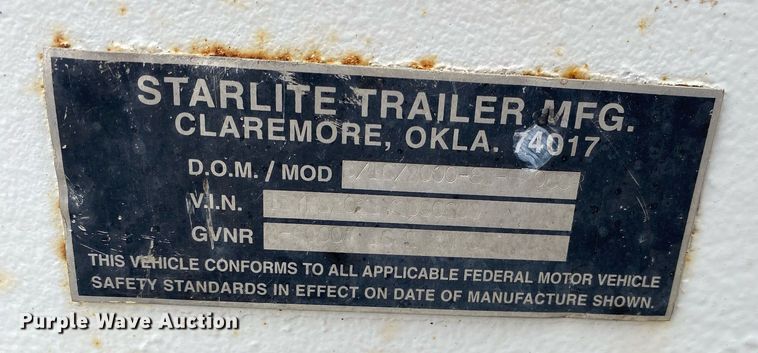 STARLITE TRAILER MFG.
CLAREMORE, OKLA. 74017
D.O.M. / MOD
V.I.N.
GVNR
THIS VEHICLE CONFORMS TO ALL APPLICABLE FEDERAL MOTOR VEHICLE
SAFETY STANDARDS IN EFFECT ON DATE OF MANUFACTURE SHOWN.
Purple Wave Auction